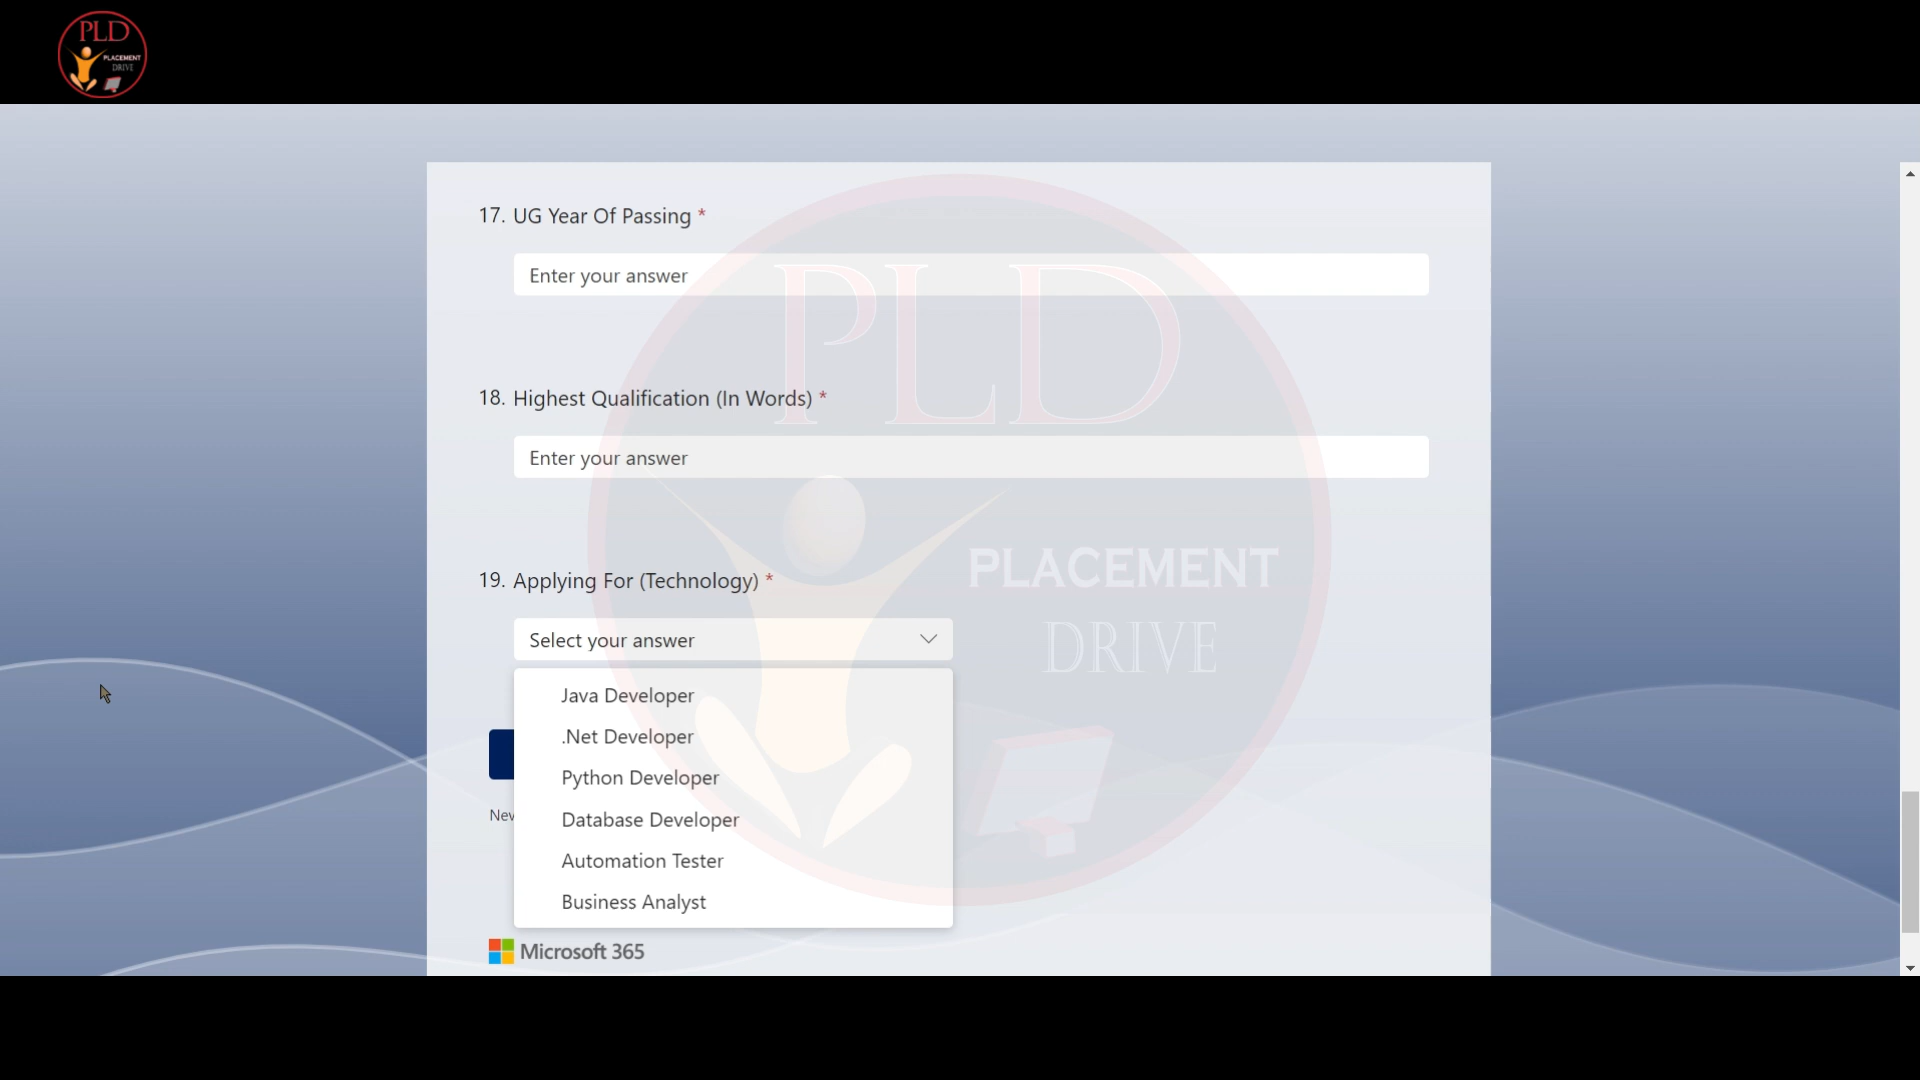 PLD
PLACEMENT
DRIVE
17. UG Year Of Passing *
Enter your answer
18. Highest Qualification (In Words) *
Enter your answer
19. Applying For (Technology) *
Select your answer
Java Developer
.Net Developer
Python Developer
Database Developer
Automation Tester
Business Analyst
Microsoft 365
PLD
PLACEMENT
DRIVE